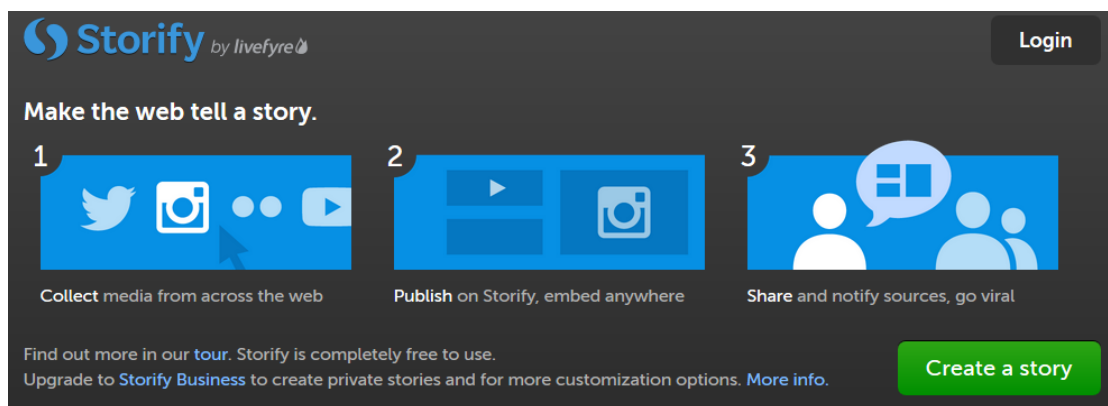 Storify by livefyre
Login
Make the web tell a story.
1
2
3
Collect media from across the web
Publish on Storify, embed anywhere
Share and notify sources, go viral
Find out more in our tour. Storify is completely free to use.
Upgrade to Storify Business to create private stories and for more customization options. More info.
Create a story